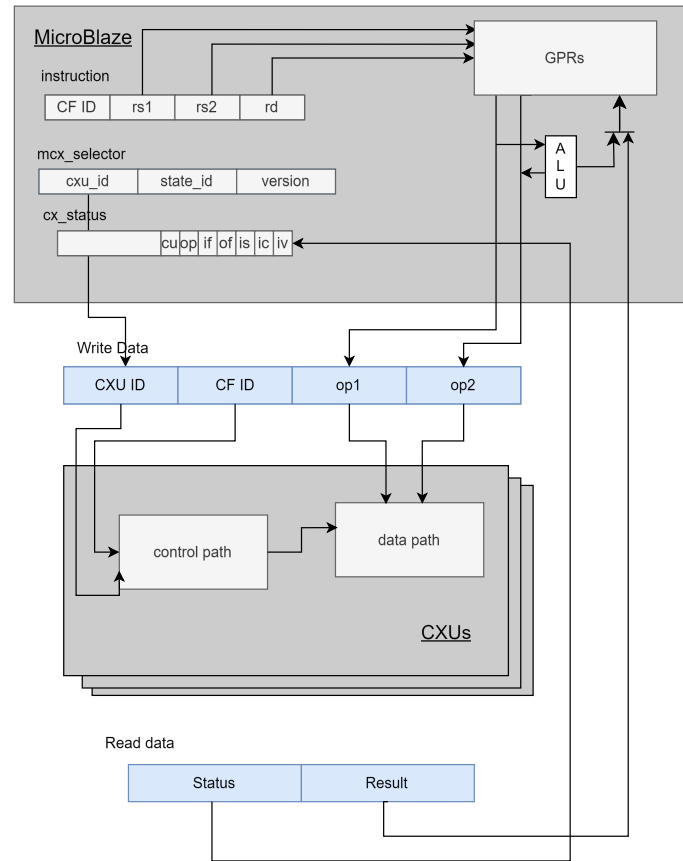 MicroBlaze
GPRs
instruction
CF ID rs1 rs2 rd
ALU
mcx_selector
cxu_id state_id version
cx_status
cu op if of is ic iv
Write Data
CXU ID CF ID op1 op2
control path
data path
CXUs
Read data
Status Result